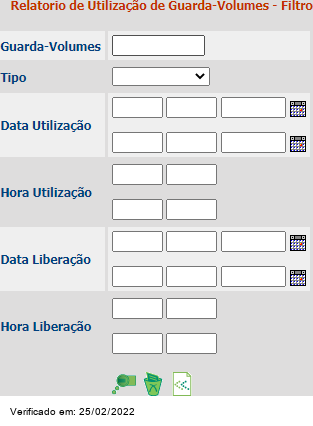 Relatorio de Utilização de Guarda-Volumes - Filtro
Guarda-Volumes
Tipo
Data Utilização
Hora Utilização
Data Liberação
Hora Liberação
Verificado em: 25/02/2022